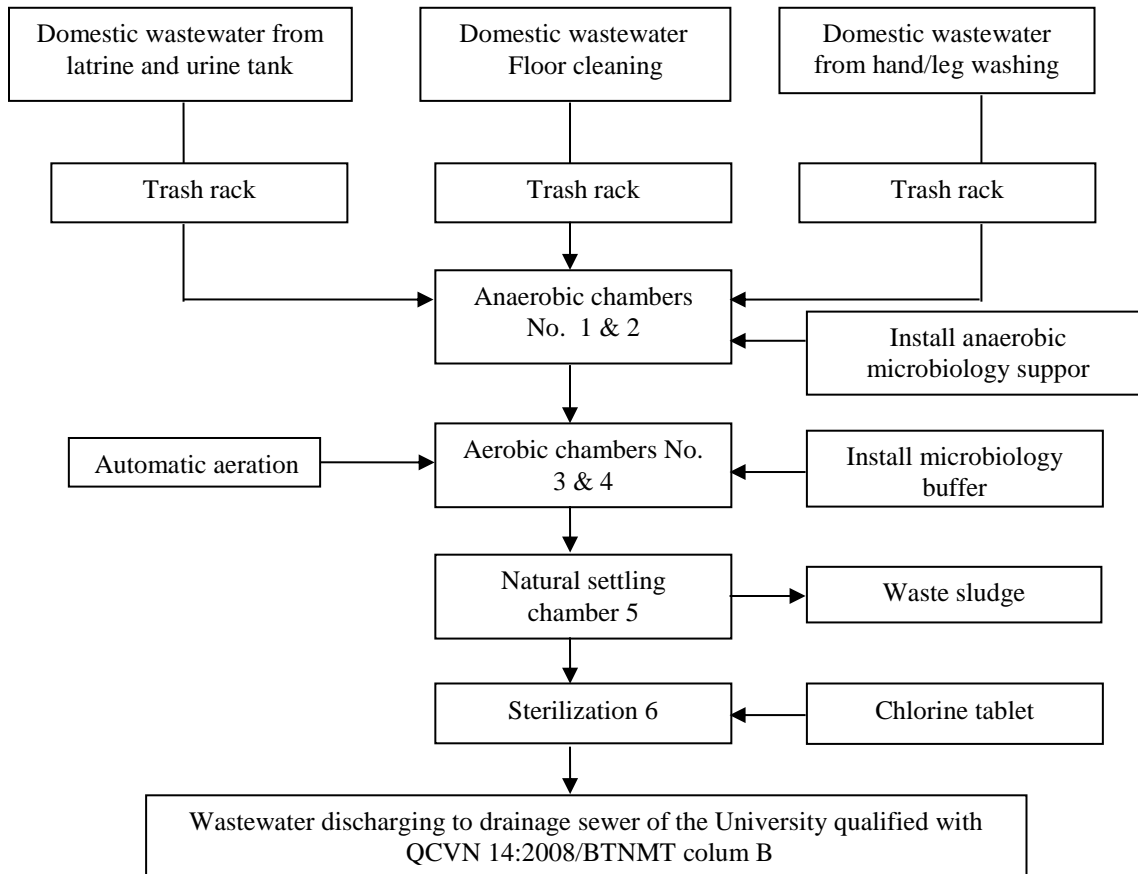 Domestic wastewater from
latrine and urine tank
Domestic wastewater
Floor cleaning
Domestic wastewater
from hand/leg washing
Trash rack
Trash rack
Trash rack
Anaerobic chambers
No. 1 & 2
Install anaerobic
microbiology suppor
Automatic aeration
Aerobic chambers No.
3 & 4
Install microbiology
buffer
Natural settling
chamber 5
Waste sludge
Sterilization 6
Chlorine tablet
Wastewater discharging to drainage sewer of the University qualified with
QCVN 14:2008/BTNMT colum B